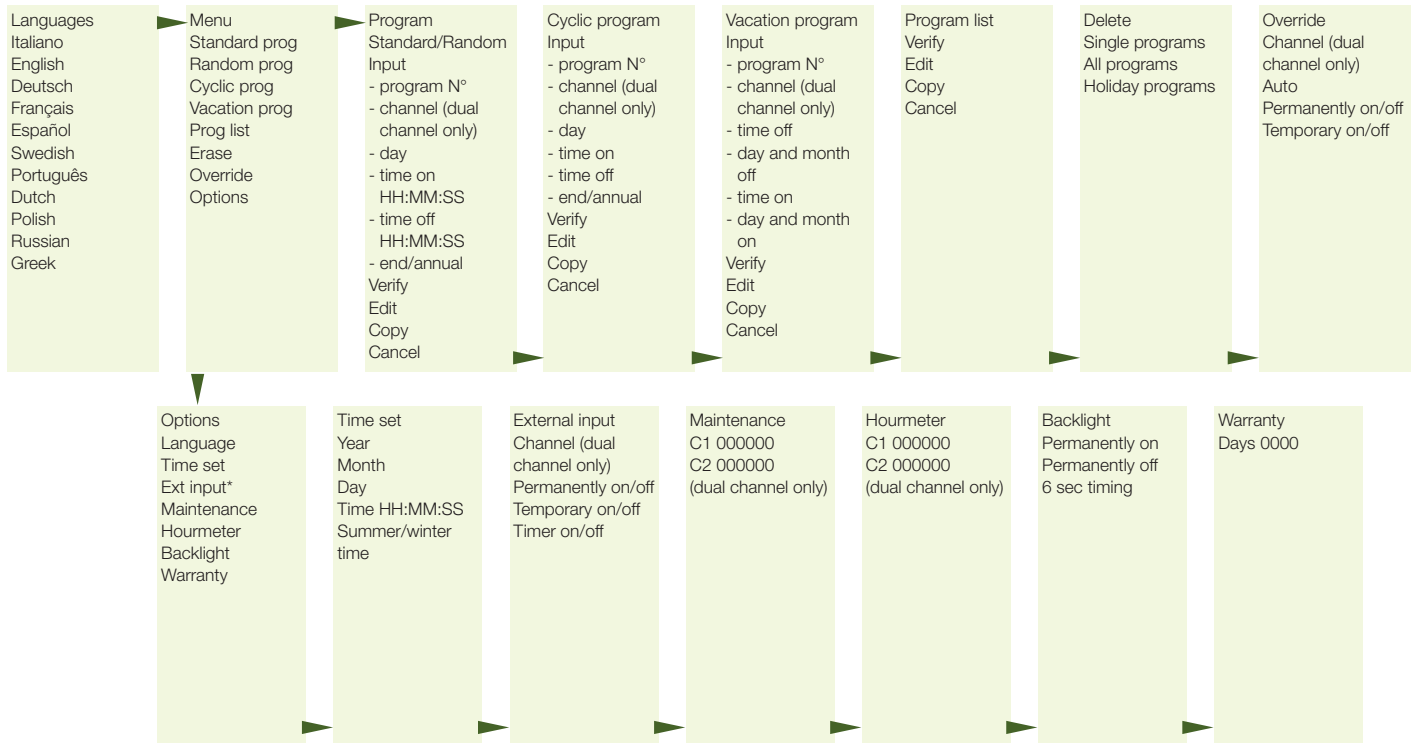 Languages
Italiano
English
Deutsch
Français
Español
Swedish
Português
Dutch
Polish
Russian
Greek
Menu
Standard prog
Random prog
Cyclic prog
Vacation prog
Prog list
Erase
Override
Options
Program
Standard/Random
Input
- program N°
- channel (dual
channel only)
- day
- time on
HH:MM:SS
- time off
HH:MM:SS
- end/annual
Verify
Edit
Copy
Cancel
Cyclic program
Input
- program N°
- channel (dual
channel only)
- day
- time on
- time off
- end/annual
Verify
Edit
Copy
Cancel
Vacation program
Input
- program N°
- channel (dual
channel only)
- time off
- day and month
off
- time on
- day and month
on
Verify
Edit
Copy
Cancel
Program list
Verify
Edit
Copy
Cancel
Delete
Single programs
All programs
Holiday programs
Override
Channel (dual
channel only)
Auto
Permanently on/off
Temporary on/off
Options
Language
Time set
Ext input*
Maintenance
Hourmeter
Backlight
Warranty
Time set
Year
Month
Day
Time HH:MM:SS
Summer/winter
time
External input
Channel (dual
channel only)
Permanently on/off
Temporary on/off
Timer on/off
Maintenance
C1 000000
C2 000000
(dual channel only)
Hourmeter
C1 000000
C2 000000
(dual channel only)
Backlight
Permanently on
Permanently off
6 sec timing
Warranty
Days 0000